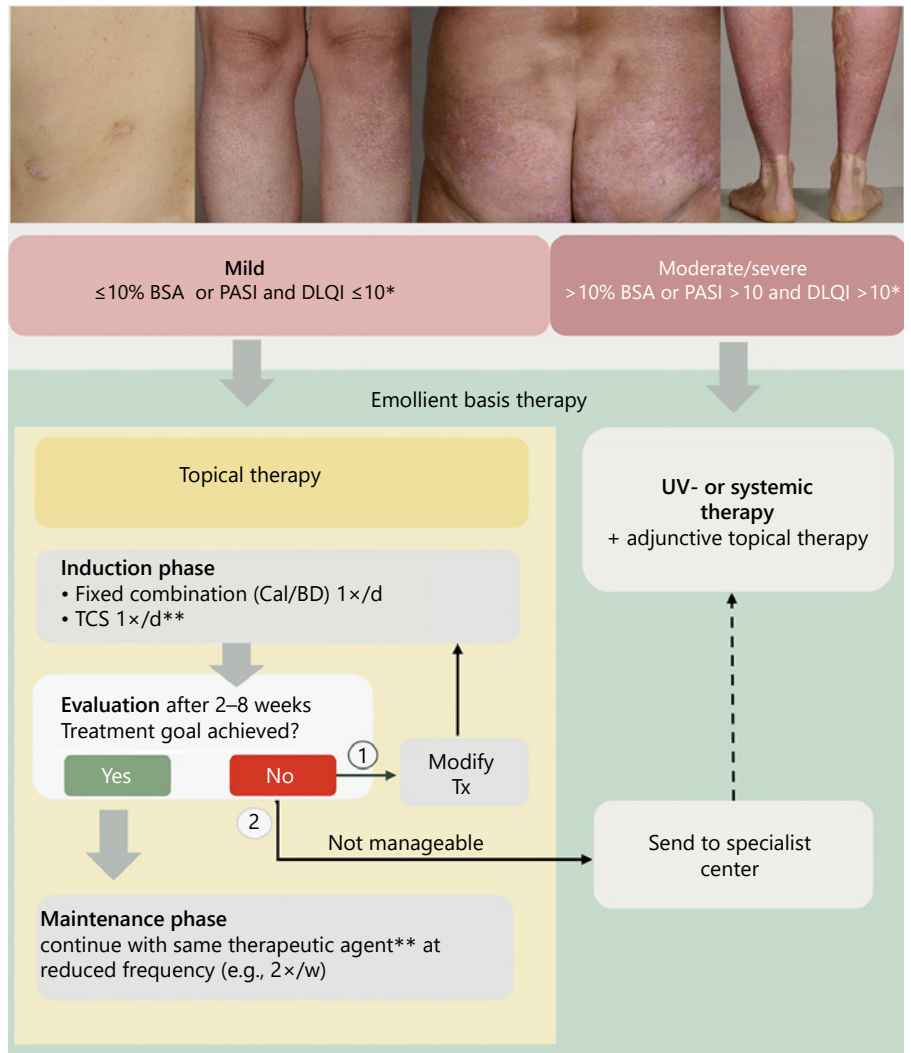 Mild
≤10% BSA or PASI and DLQI ≤10*
Moderate/severe
>10% BSA or PASI >10 and DLQI >10*
Emollient basis therapy
Topical therapy
UV- or systemic
therapy
+ adjunctive topical therapy
Induction phase
• Fixed combination (Cal/BD) 1×/d
• TCS 1×/d**
Evaluation after 2–8 weeks
Treatment goal achieved?
Yes
No
1
Modify
Tx
2
Not manageable
Send to specialist
center
Maintenance phase
continue with same therapeutic agent** at
reduced frequency (e.g., 2×/w)